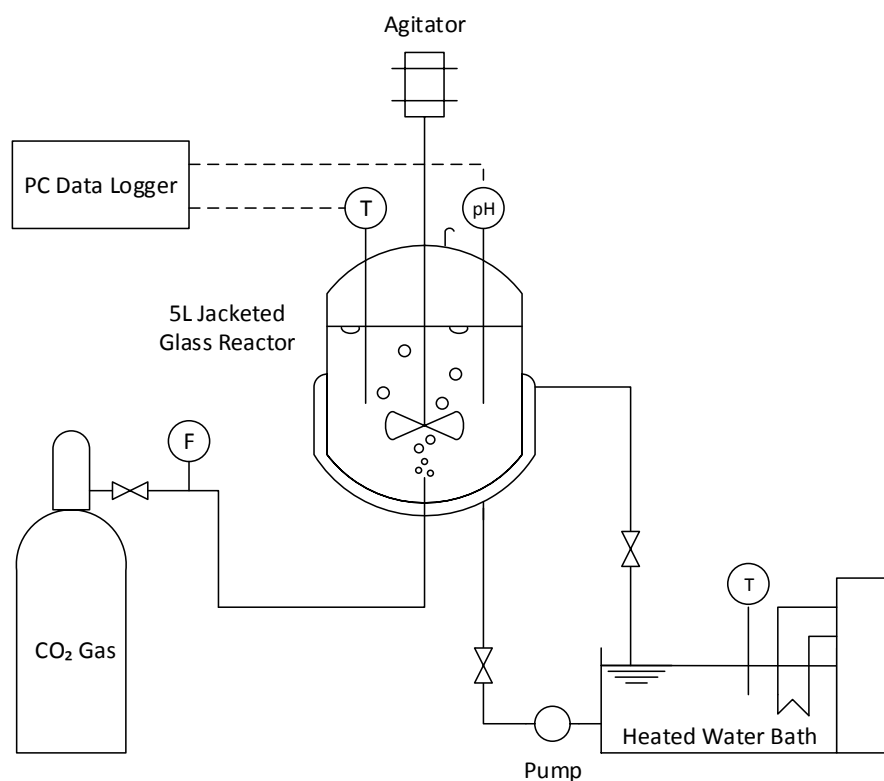 Agitator
PC Data Logger
T
pH
5L Jacketed
Glass Reactor
F
T
CO₂ Gas
Heated Water Bath
Pump